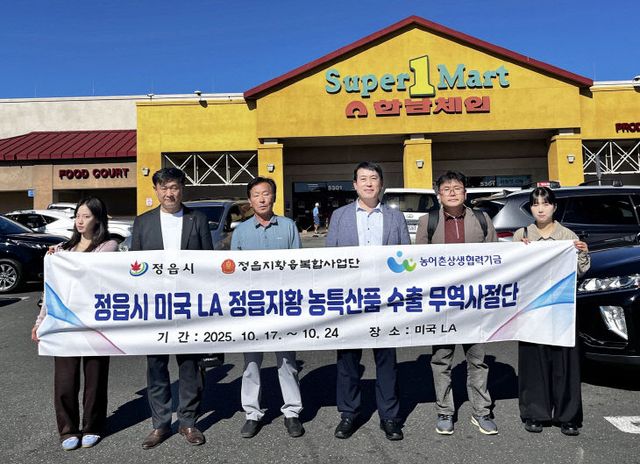 Super 1 Mart
한남체인
FOOD COURT
PROD
5301
5301
정읍시
정읍지황융복합사업단
농어촌상생협력기금
정읍시 미국 LA 정읍지황 농특산품 수출 무역사절단
기 간 : 2025. 10. 17. ~ 10. 24 장 소 : 미국 LA